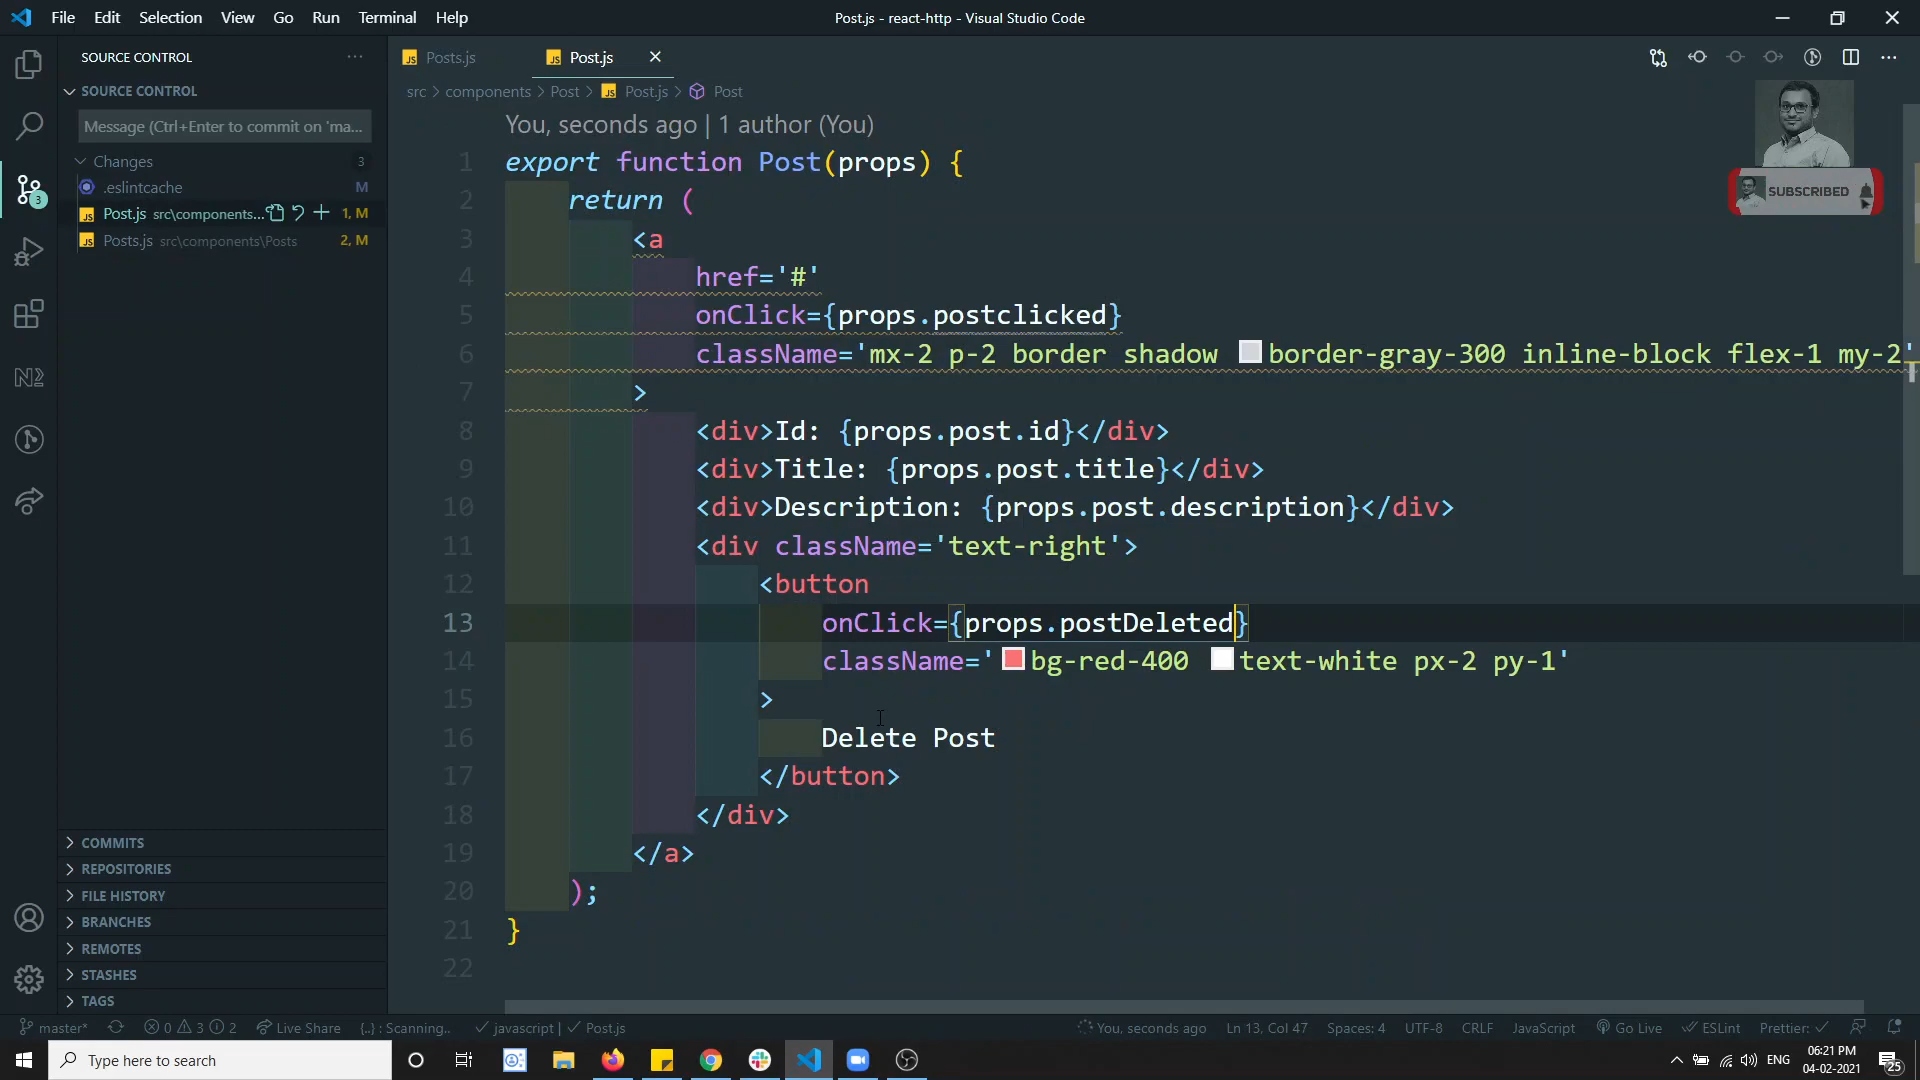 File Edit Selection View Go Run Terminal Help
Post.js - react-http - Visual Studio Code
SOURCE CONTROL
SOURCE CONTROL
Message (Ctrl+Enter to commit on 'ma...
Changes 3
.eslintcache M
Post.js src\components... 1, M
Posts.js src\components\Posts 2, M
3
COMMITS
REPOSITORIES
FILE HISTORY
BRANCHES
REMOTES
STASHES
TAGS
JS Posts.js JS Post.js
src > components > Post > JS Post.js > Post
You, seconds ago | 1 author (You)
1 export function Post(props) {
2 return (
3 <a
4 href='#'
5 onClick={props.postclicked}
6 className='mx-2 p-2 border shadow border-gray-300 inline-block flex-1 my-2'
7 >
8 <div>Id: {props.post.id}</div>
9 <div>Title: {props.post.title}</div>
10 <div>Description: {props.post.description}</div>
11 <div className='text-right'>
12 <button
13 onClick={props.postDeleted}
14 className='bg-red-400 text-white px-2 py-1'
15 >
16 Delete Post
17 </button>
18 </div>
19 </a>
20 );
21 }
22
SUBSCRIBED
master* 0 3 2 Live Share {..} : Scanning.. javascript | Post.js You, seconds ago Ln 13, Col 47 Spaces: 4 UTF-8 CRLF JavaScript Go Live ESLint Prettier:
Type here to search
ENG
06:21 PM
04-02-2021
25